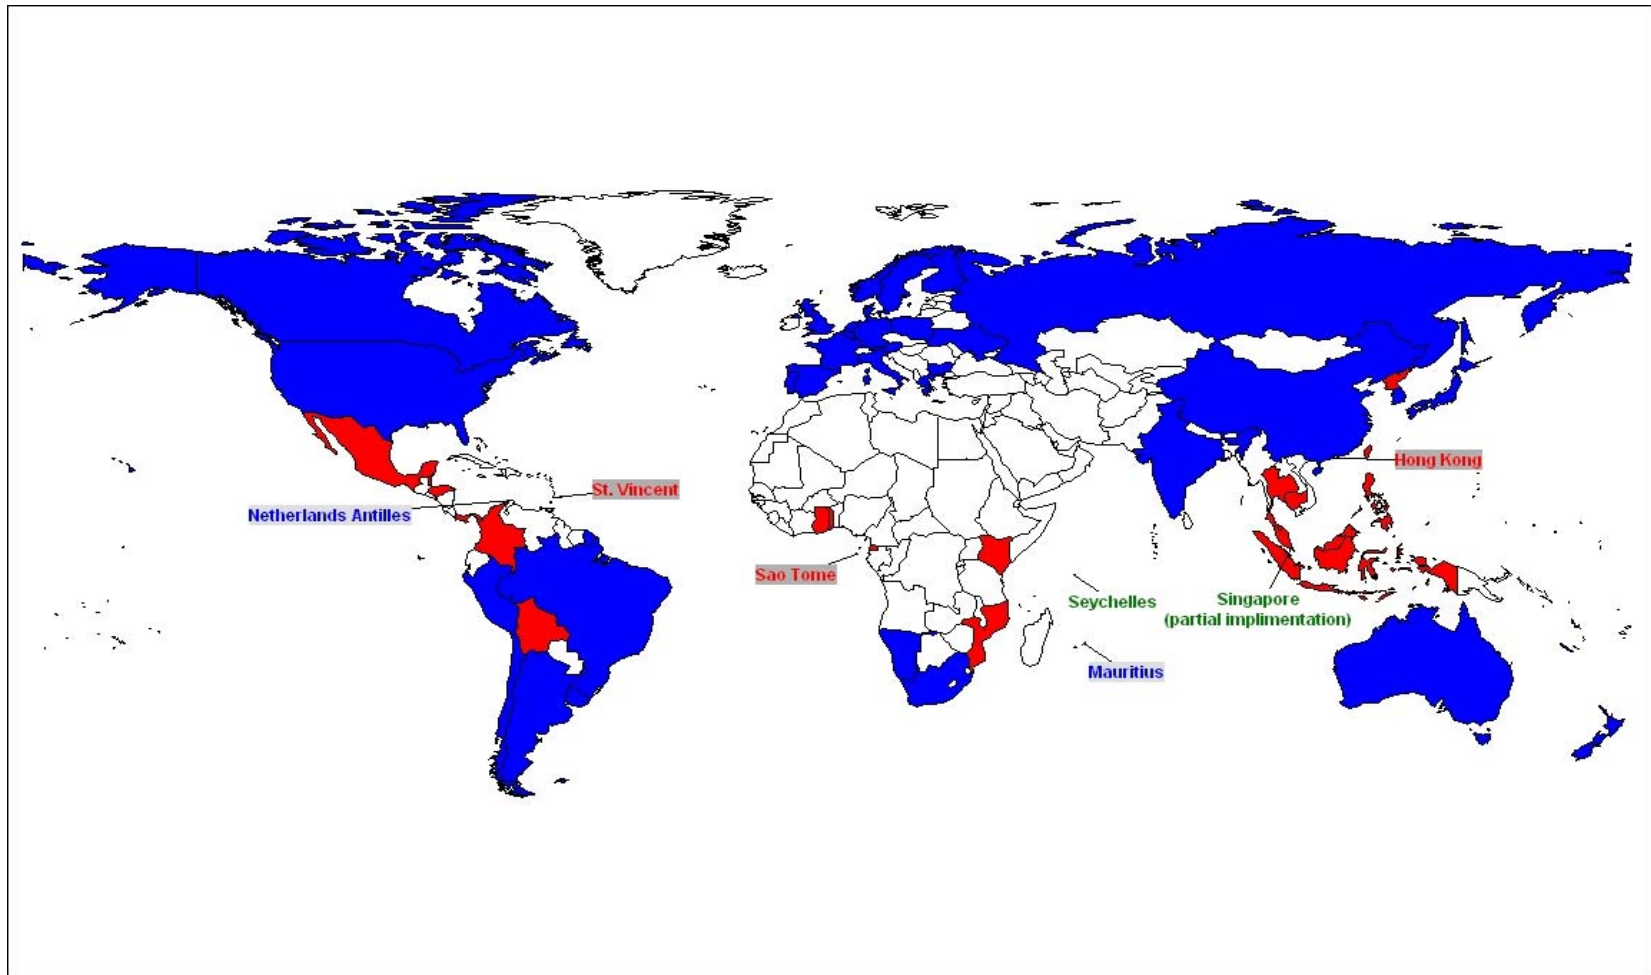 Hong Kong
St. Vincent
Netherlands Antilles
Sao Tome
Seychelles
Singapore
(partial implimentation)
Mauritius